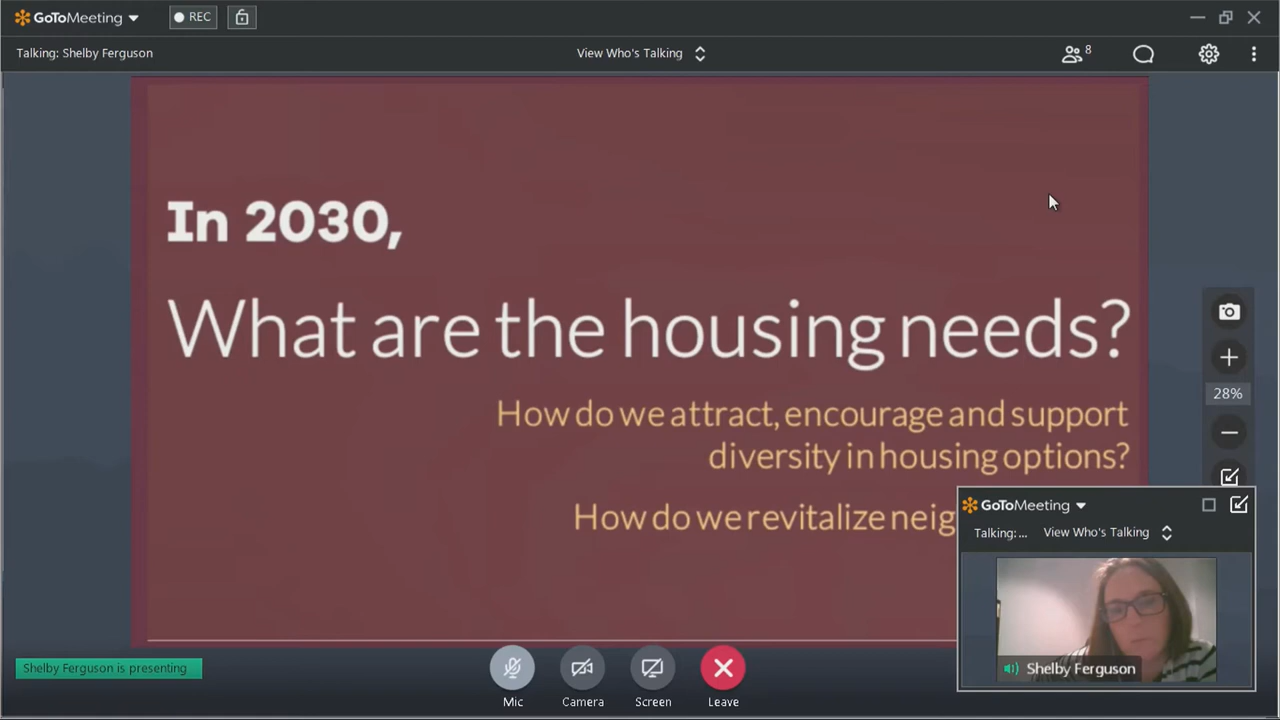 GoToMeeting
REC
Talking: Shelby Ferguson
View Who's Talking
8
In 2030,
What are the housing needs?
How do we attract, encourage and support
diversity in housing options?
How do we revitalize
28%
GoToMeeting
Talking:...
View Who's Talking
Shelby Ferguson
Shelby Ferguson is presenting
Mic
Camera
Screen
Leave